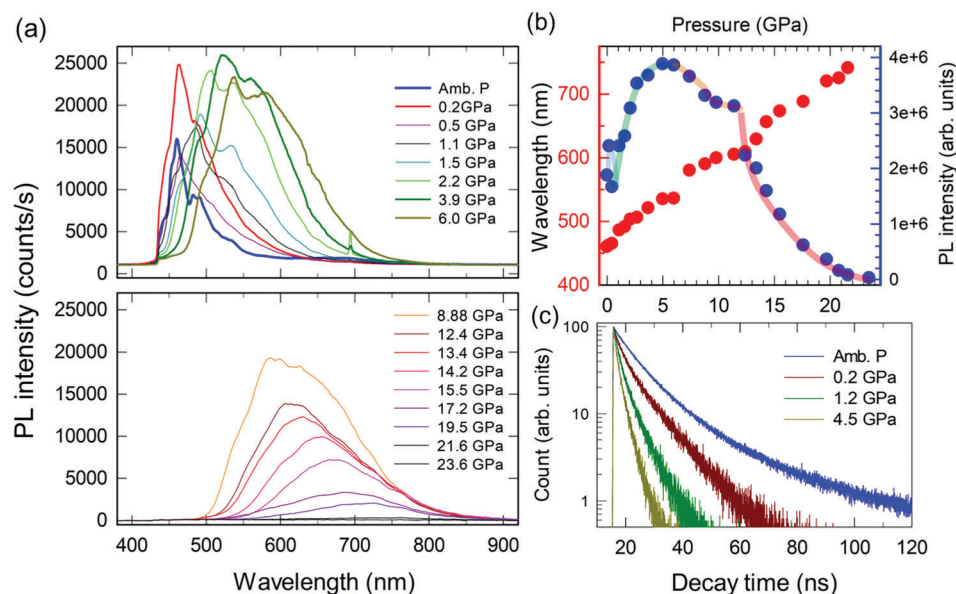 (a)
PL intensity (counts/s)
25000
20000
15000
10000
5000
0
Amb. P
0.2GPa
0.5 GPa
1.1 GPa
1.5 GPa
2.2 GPa
3.9 GPa
6.0 GPa
25000
20000
15000
10000
5000
0
8.88 GPa
12.4 GPa
13.4 GPa
14.2 GPa
15.5 GPa
17.2 GPa
19.5 GPa
21.6 GPa
23.6 GPa
400 500 600 700 800 900
Wavelength (nm)
(b)
Pressure (GPa)
Wavelength (nm)
700
600
500
400
4e+6
3e+6
2e+6
1e+6
0
PL intensity (arb. units)
0 5 10 15 20
(c)
Count (arb. units)
100
10
1
Amb. P
0.2 GPa
1.2 GPa
4.5 GPa
20 40 60 80 100 120
Decay time (ns)